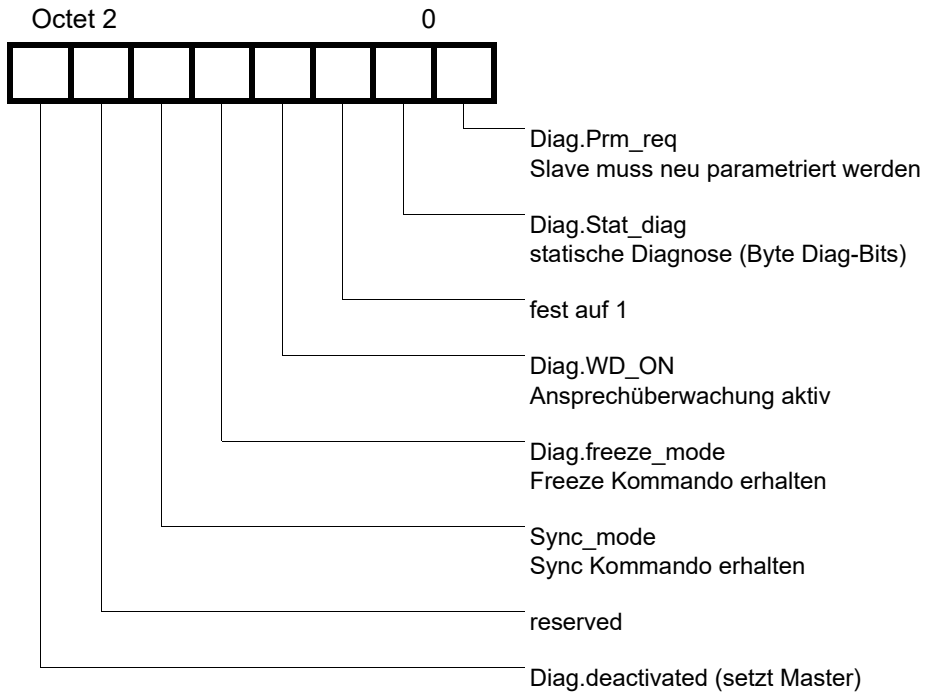 Octet 2 0
Diag.Prm_req
Slave muss neu parametriert werden
Diag.Stat_diag
statische Diagnose (Byte Diag-Bits)
fest auf 1
Diag.WD_ON
Ansprechüberwachung aktiv
Diag.freeze_mode
Freeze Kommando erhalten
Sync_mode
Sync Kommando erhalten
reserved
Diag.deactivated (setzt Master)